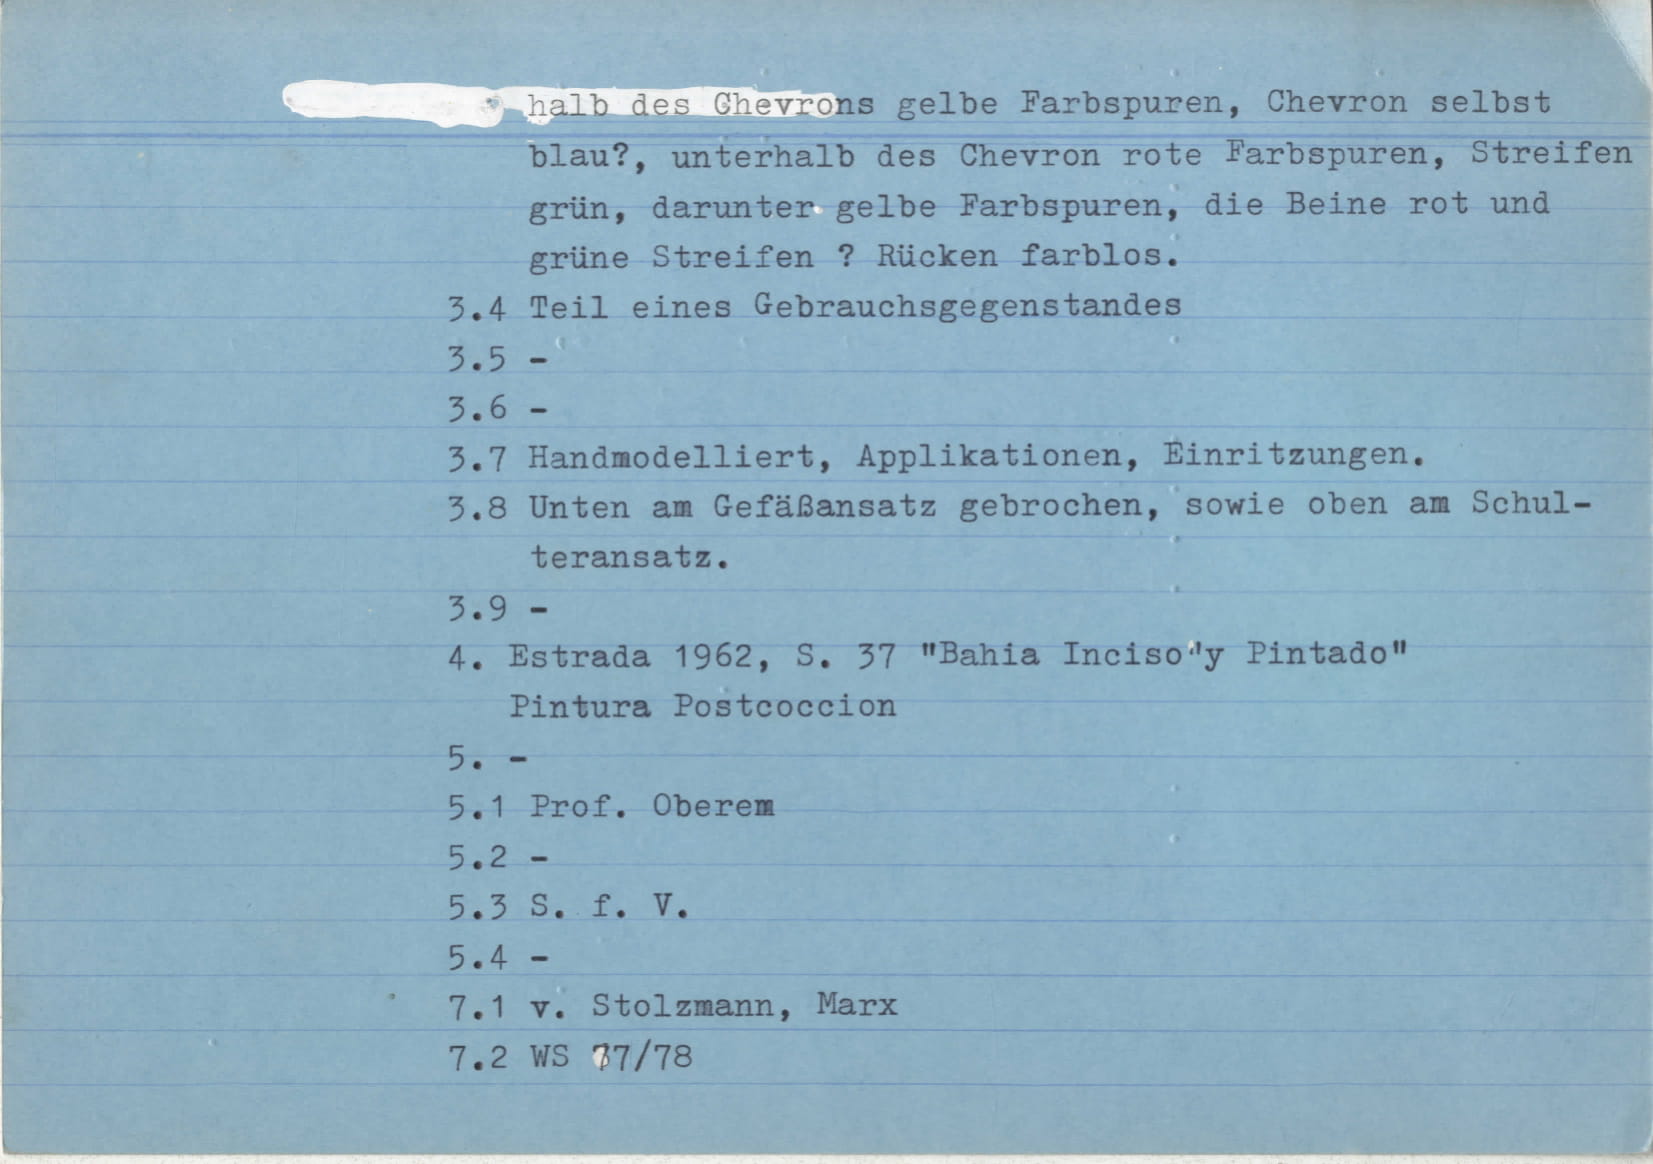 halb des Chevrons gelbe Farbspuren, Chevron selbst
blau?, unterhalb des Chevron rote Farbspuren, Streifen
grün, darunter gelbe Farbspuren, die Beine rot und
grüne Streifen ? Rücken farblos.
3.4 Teil eines Gebrauchsgegenstandes
3.5 -
3.6 -
3.7 Handmodelliert, Applikationen, Einritzungen.
3.8 Unten am Gefäßansatz gebrochen, sowie oben am Schul-
teransatz.
3.9 -
4. Estrada 1962, S. 37 "Bahia Inciso"y Pintado"
Pintura Postcoccion
5. -
5.1 Prof. Oberem
5.2 -
5.3 S. f. V.
5.4 -
7.1 v. Stolzmann, Marx
7.2 WS 77/78